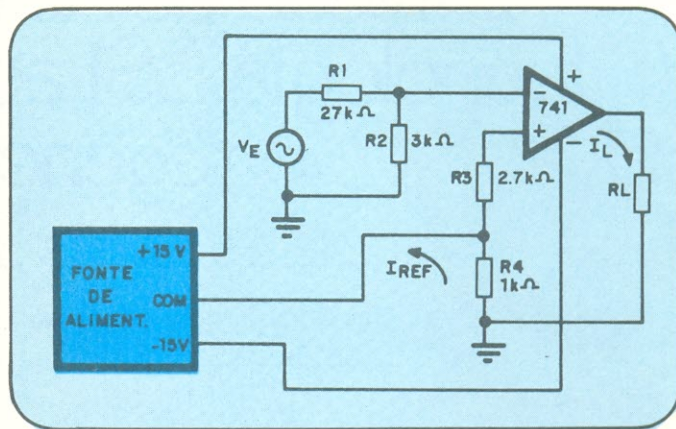 R1
27kΩ
VE
R2
3kΩ
−
741
+
+
−
IL
RL
R3
2.7kΩ
IREF
R4
1kΩ
+15V
FONTE
DE
ALIMENT.
COM
-15V